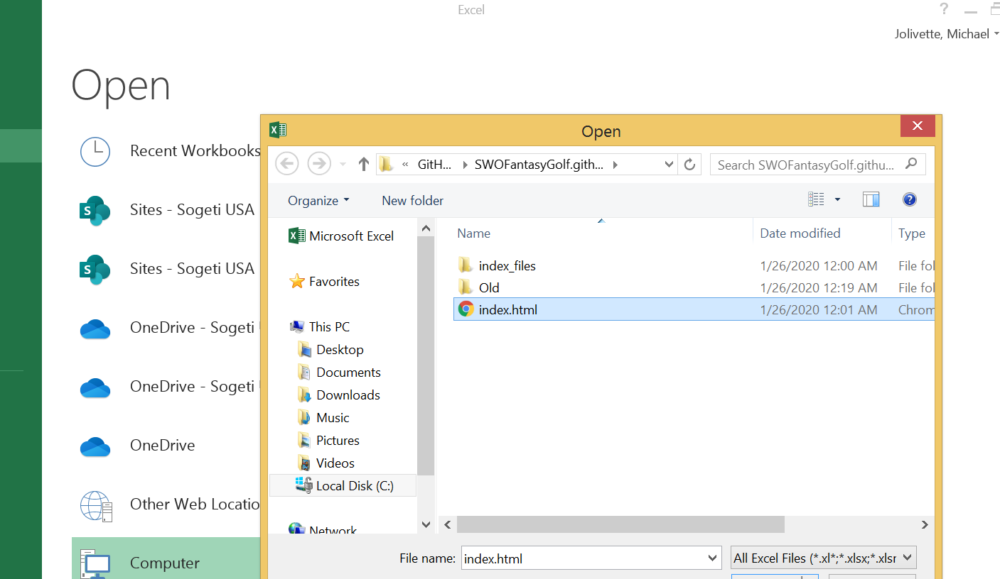 Excel
?
Jolivette, Michael
Open
Recent Workbooks
Sites - Sogeti USA
Sites - Sogeti USA
OneDrive - Sogeti
OneDrive - Sogeti
OneDrive
Other Web Locatio
Computer
Open
« GitH... SWOFantasyGolf.gith...
Search SWOFantasyGolf.githu...
Organize New folder
?
Microsoft Excel
Favorites
This PC
Desktop
Documents
Downloads
Music
Pictures
Videos
Local Disk (C:)
Network
Name Date modified Type
index_files 1/26/2020 12:00 AM File fol
Old 1/26/2020 12:19 AM File fol
index.html 1/26/2020 12:01 AM Chrom
File name: index.html All Excel Files (*.xl*;*.xlsx;*.xlsr